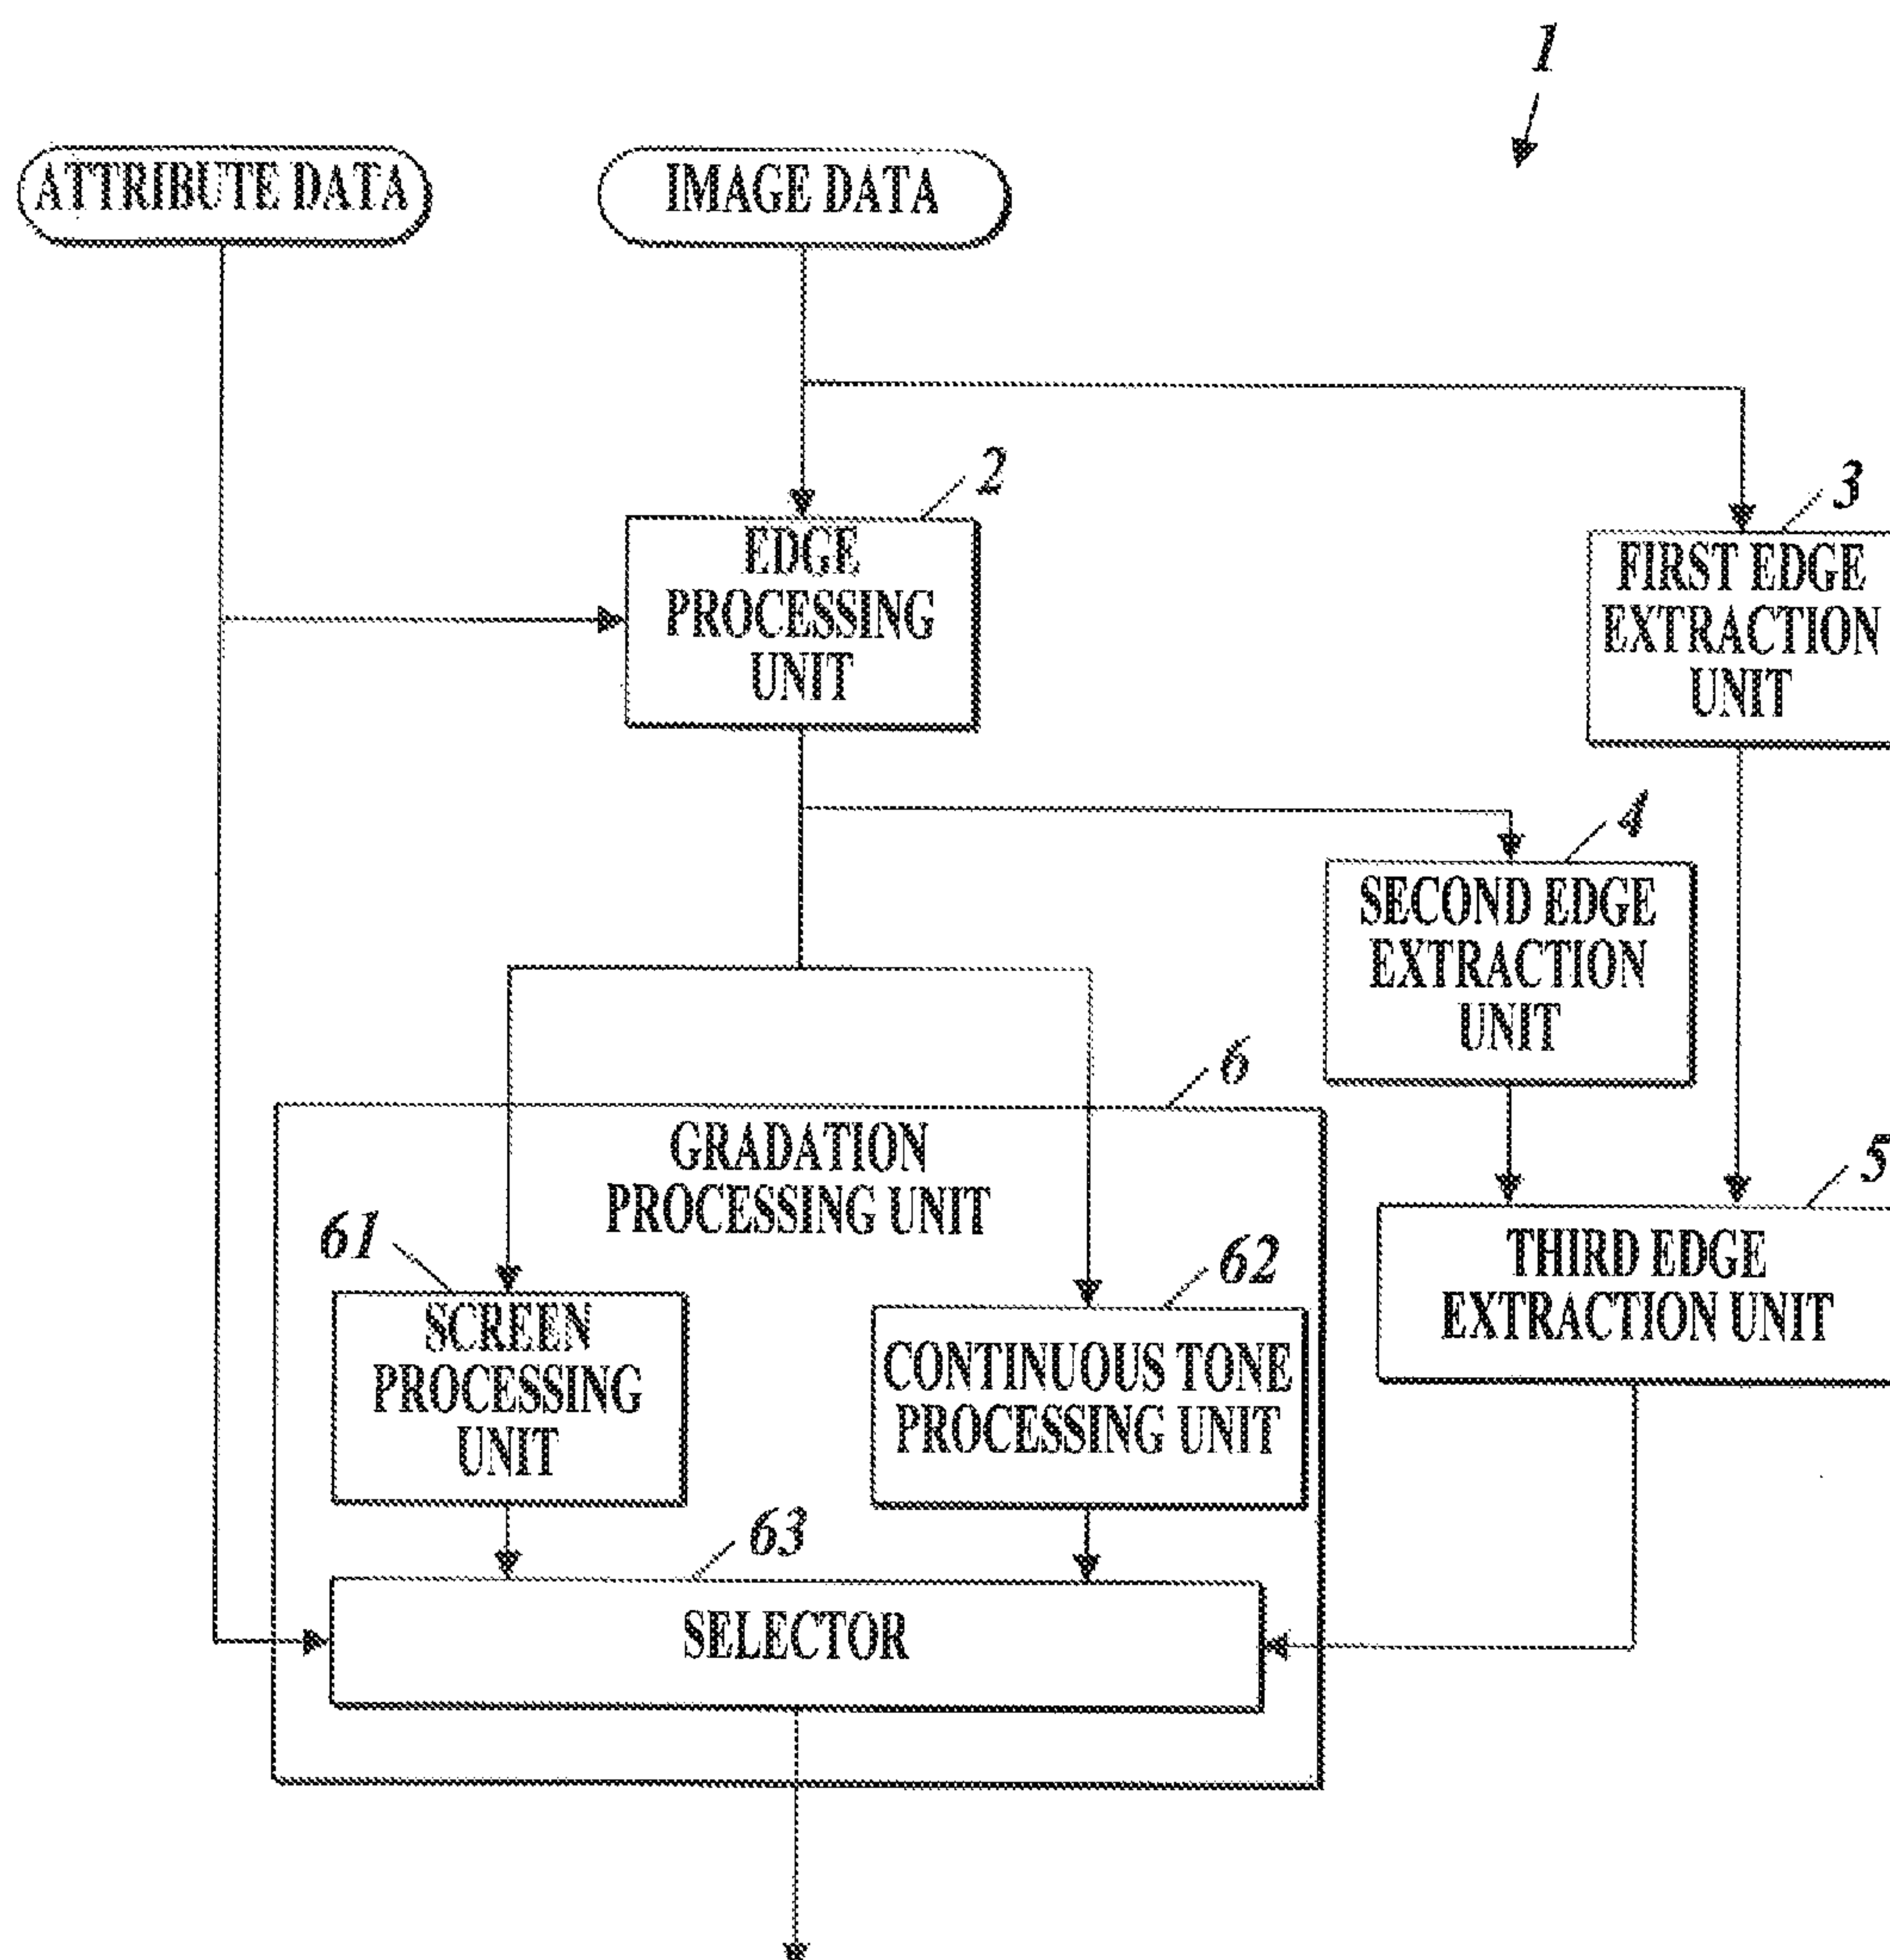 1
ATTRIBUTE DATA
IMAGE DATA
2
EDGE
PROCESSING
UNIT
3
FIRST EDGE
EXTRACTION
UNIT
4
SECOND EDGE
EXTRACTION
UNIT
6
GRADATION
PROCESSING UNIT
5
THIRD EDGE
EXTRACTION UNIT
61
SCREEN
PROCESSING
UNIT
62
CONTINUOUS TONE
PROCESSING UNIT
63
SELECTOR